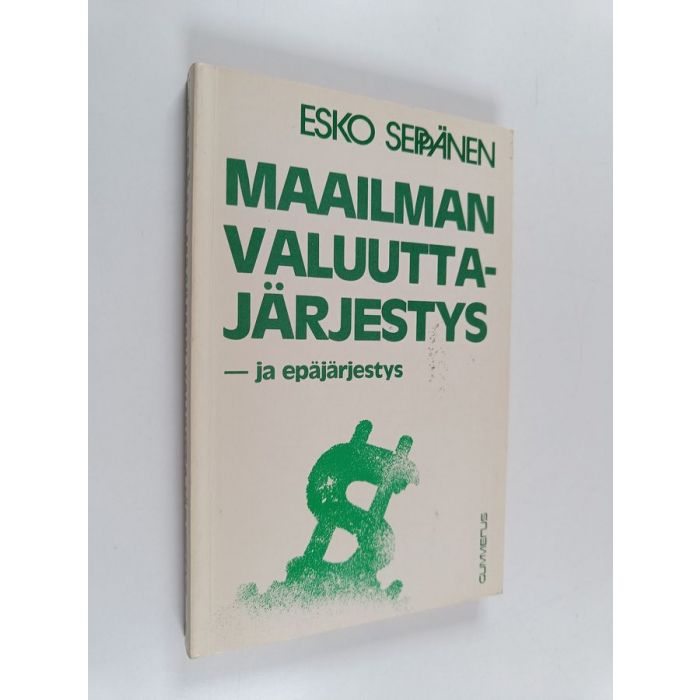 ESKO SEPPÄNEN
MAAILMAN
VALUUTTA-
JÄRJESTYS
— ja epäjärjestys
GUMMERUS